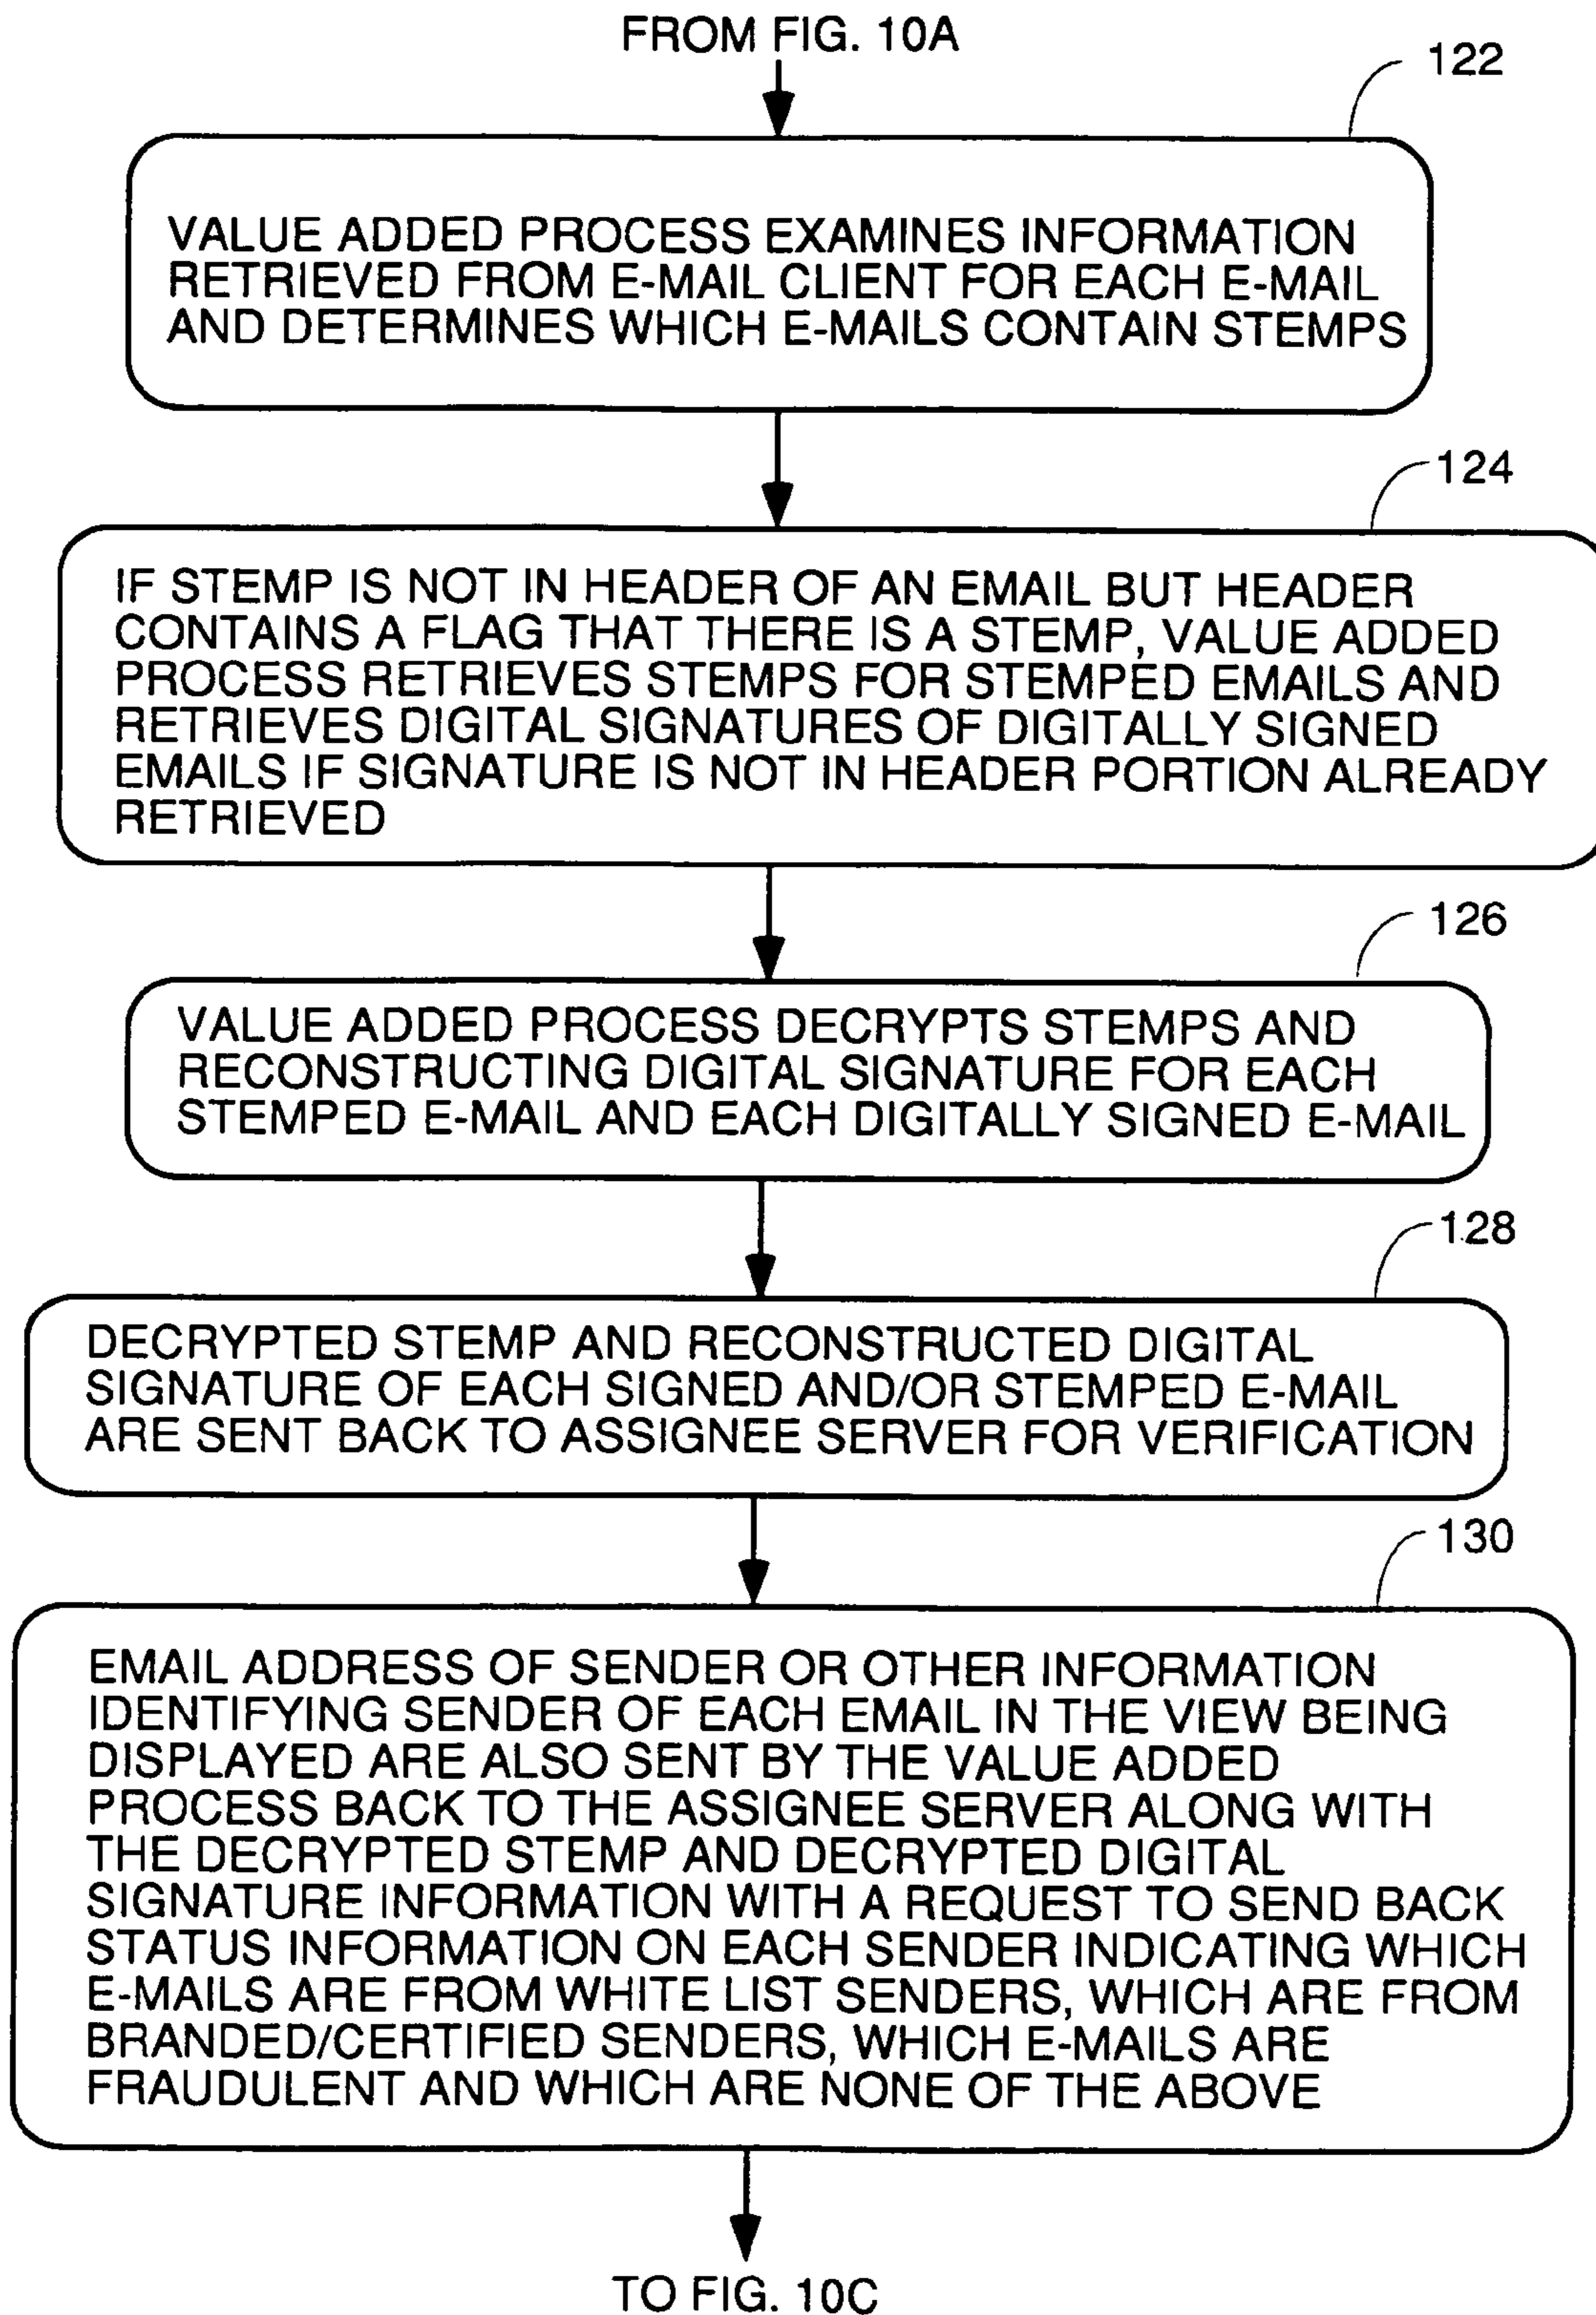 FROM FIG. 10A
122
VALUE ADDED PROCESS EXAMINES INFORMATION
RETRIEVED FROM E-MAIL CLIENT FOR EACH E-MAIL
AND DETERMINES WHICH E-MAILS CONTAIN STEMPS
124
IF STEMP IS NOT IN HEADER OF AN EMAIL BUT HEADER
CONTAINS A FLAG THAT THERE IS A STEMP, VALUE ADDED
PROCESS RETRIEVES STEMPS FOR STEMPED EMAILS AND
RETRIEVES DIGITAL SIGNATURES OF DIGITALLY SIGNED
EMAILS IF SIGNATURE IS NOT IN HEADER PORTION ALREADY
RETRIEVED
126
VALUE ADDED PROCESS DECRYPTS STEMPS AND
RECONSTRUCTING DIGITAL SIGNATURE FOR EACH
STEMPED E-MAIL AND EACH DIGITALLY SIGNED E-MAIL
128
DECRYPTED STEMP AND RECONSTRUCTED DIGITAL
SIGNATURE OF EACH SIGNED AND/OR STEMPED E-MAIL
ARE SENT BACK TO ASSIGNEE SERVER FOR VERIFICATION
130
EMAIL ADDRESS OF SENDER OR OTHER INFORMATION
IDENTIFYING SENDER OF EACH EMAIL IN THE VIEW BEING
DISPLAYED ARE ALSO SENT BY THE VALUE ADDED
PROCESS BACK TO THE ASSIGNEE SERVER ALONG WITH
THE DECRYPTED STEMP AND DECRYPTED DIGITAL
SIGNATURE INFORMATION WITH A REQUEST TO SEND BACK
STATUS INFORMATION ON EACH SENDER INDICATING WHICH
E-MAILS ARE FROM WHITE LIST SENDERS, WHICH ARE FROM
BRANDED/CERTIFIED SENDERS, WHICH E-MAILS ARE
FRAUDULENT AND WHICH ARE NONE OF THE ABOVE
TO FIG. 10C